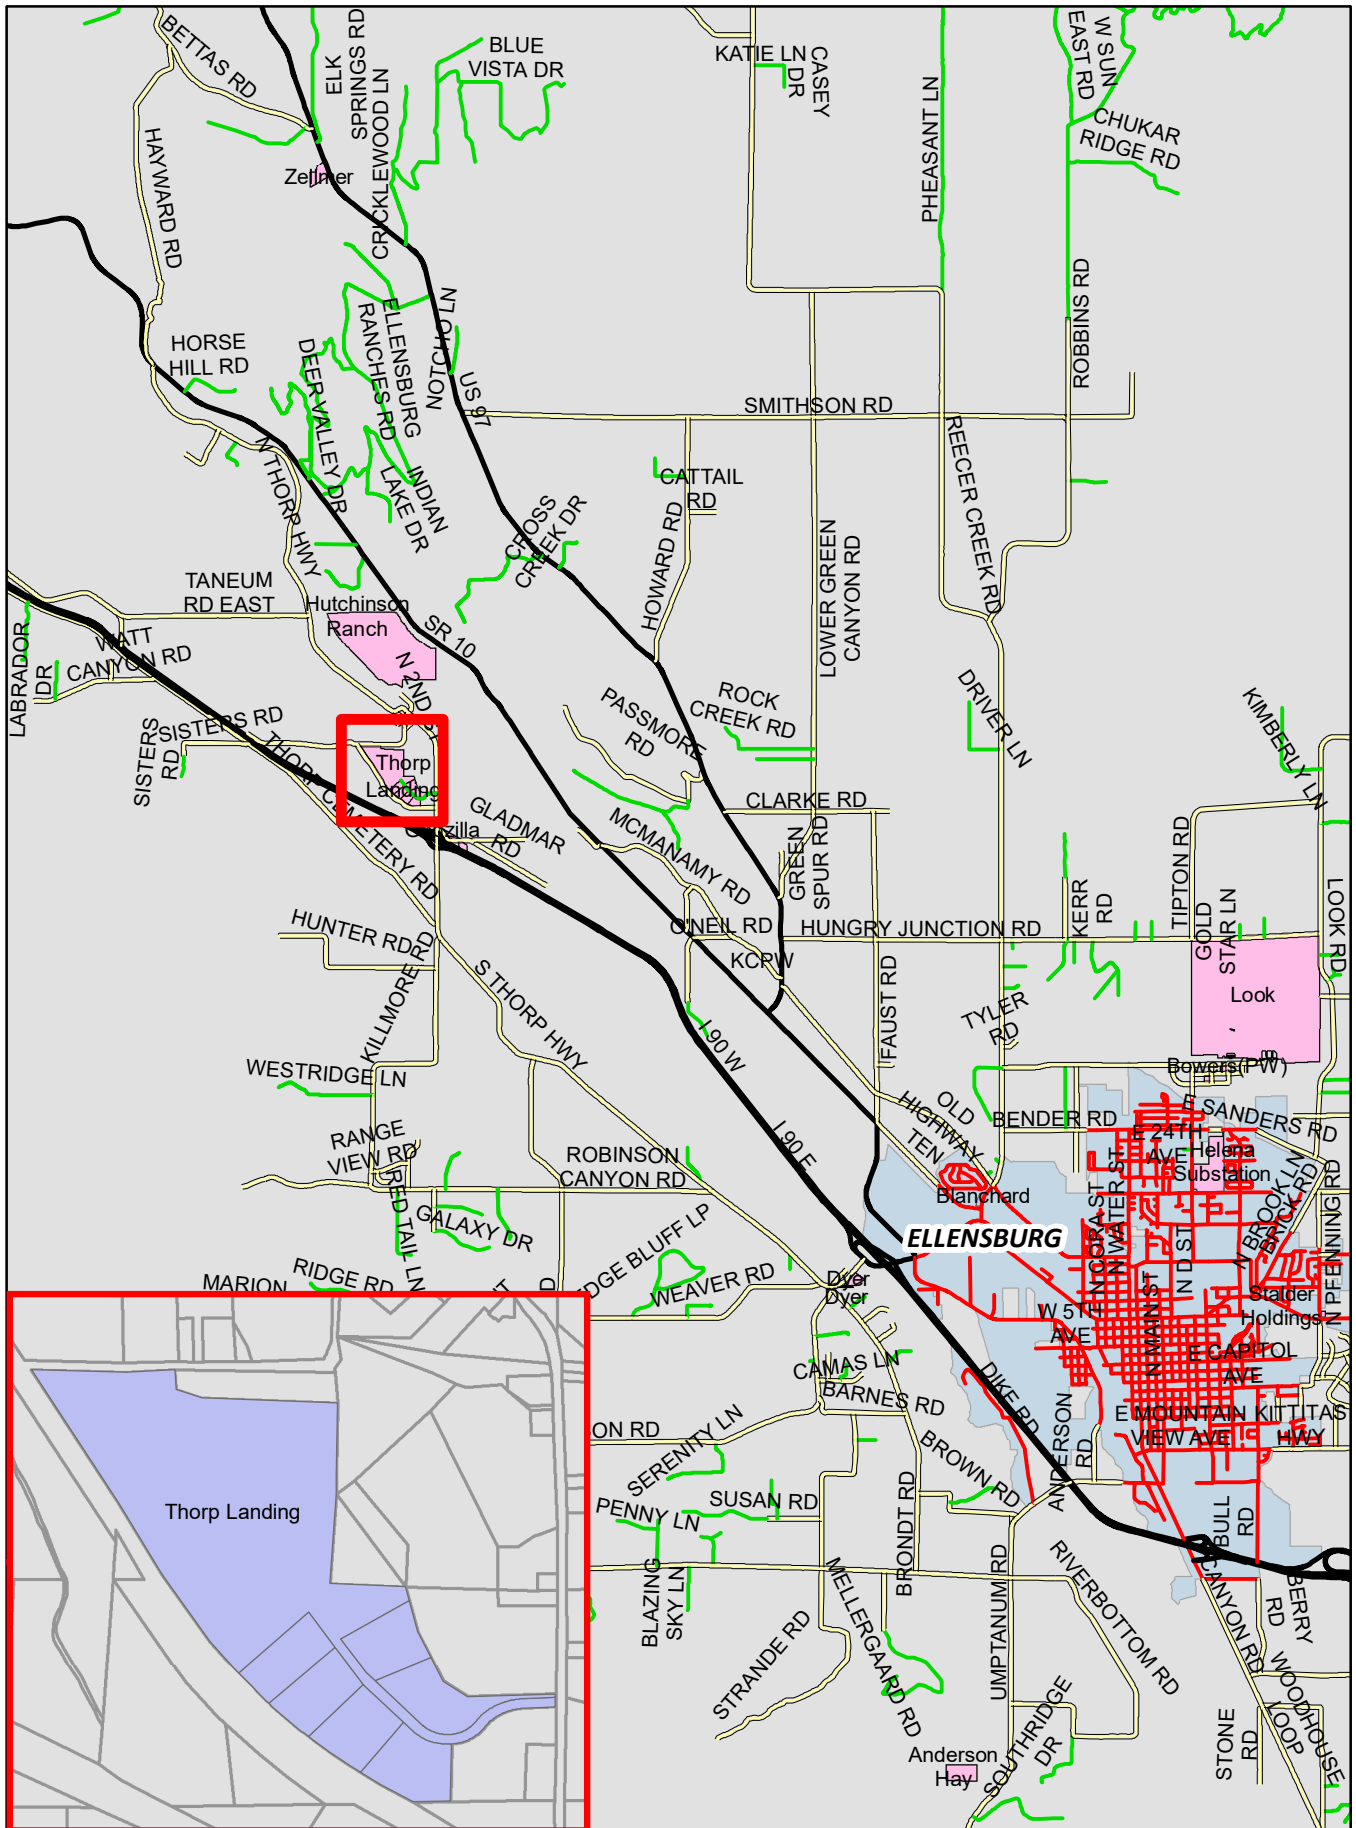 BETTAS RD
ELK
SPRINGS RD
CRICKLEWOOD LN
BLUE
VISTA DR
KATIE LN
CASEY
DR
PHEASANT LN
W SUN
EAST RD
CHUKAR
RIDGE RD
HAYWARD RD
Zellmer
ROBBINS RD
HORSE
HILL RD
ELLENSBURG
RANCHES RD
NOTCH LN
US 97
DEER VALLEY DR
INDIAN
LAKE DR
SMITHSON RD
REECER CREEK RD
N THORP HWY
CATTAIL
RD
CROSS
CREEK DR
HOWARD RD
LOWER GREEN
CANYON RD
TANEUM
RD EAST
Hutchinson
Ranch
SR 10
LABRADOR
DR
WATT
CANYON RD
N 2ND ST
SISTERS RD
SISTERS
RD
Thorp
Landing
THORP CEMETERY RD
GLADMAR
RD
PASSMORE
RD
ROCK
CREEK RD
DRIVER LN
KIMBERLY LN
CLARKE RD
MCMANAMY RD
GREEN
SPUR RD
TIPTON RD
GOLD
STAR LN
LOOK RD
KERR
RD
HUNTER RD
KILLMORE RD
O'NEIL RD
HUNGRY JUNCTION RD
KCPW
S THORP HWY
FAUST RD
TYLER
RD
Look
I 90 W
Bowers(PW)
WESTRIDGE LN
I 90 E
OLD
HIGHWAY
TEN
BENDER RD
E SANDERS RD
E 24TH
AVE
Helena
Substation
RANGE
VIEW RD
ROBINSON
CANYON RD
RED TAIL LN
GALAXY DR
Blanchard
N CORA ST
N WATER ST
N D ST
N BROOK LN
BRICK RD
N PFENNING RD
ELLENSBURG
RIDGE RD
MARION
EDGE BLUFF LP
WEAVER RD
Dyer
Dyer
W 5TH
AVE
N MAIN ST
Stalder
Holdings
E CAPITOL
AVE
CAMAS LN
BARNES RD
DIKE RD
ANDERSON
RD
E MOUNTAIN
VIEW AVE
KITTITAS
HWY
ON RD
SERENITY LN
BROWN RD
SUSAN RD
PENNY LN
BRONDT RD
BULL
RD
Thorp Landing
BLAZING
SKY LN
MELLERGAARD RD
STRANDE RD
UMPTANUM RD
RIVERBOTTOM RD
CANYON RD
BERRY
RD
WOODHOUSE
LOOP
STONE
RD
SOUTHRIDGE
DR
Anderson
Hay